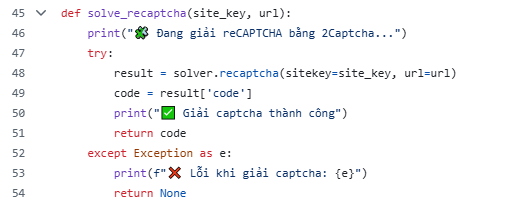 45 def solve_recaptcha(site_key, url):
46     print("🧩 Đang giải reCAPTCHA bằng 2Captcha...")
47     try:
48         result = solver.recaptcha(sitekey=site_key, url=url)
49         code = result['code']
50         print("✅ Giải captcha thành công")
51         return code
52     except Exception as e:
53         print(f"❌ Lỗi khi giải captcha: {e}")
54         return None